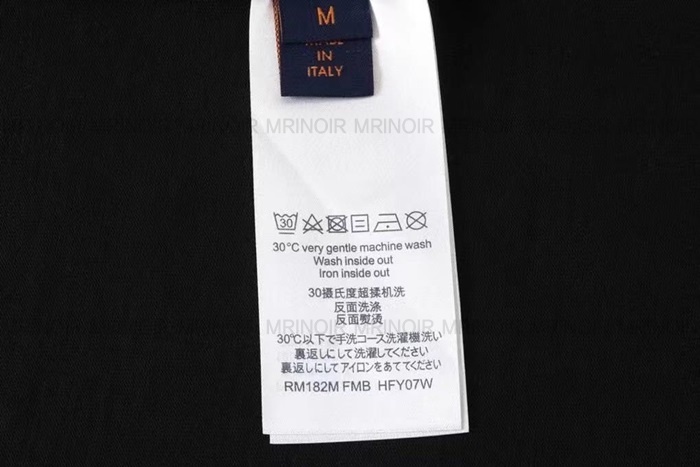 M
MADE
IN
ITALY
MRINOIR MRINOIR
30
30°C very gentle machine wash
Wash inside out
Iron inside out
30摄氏度超揉机洗
反面洗涤
反面熨烫
MRINOIR MRINOIR
30℃以下で手洗コース洗濯機洗い
裏返しにして洗濯してください
裏返しにしてアイロンをあててください
RM182M FMB HFY07W